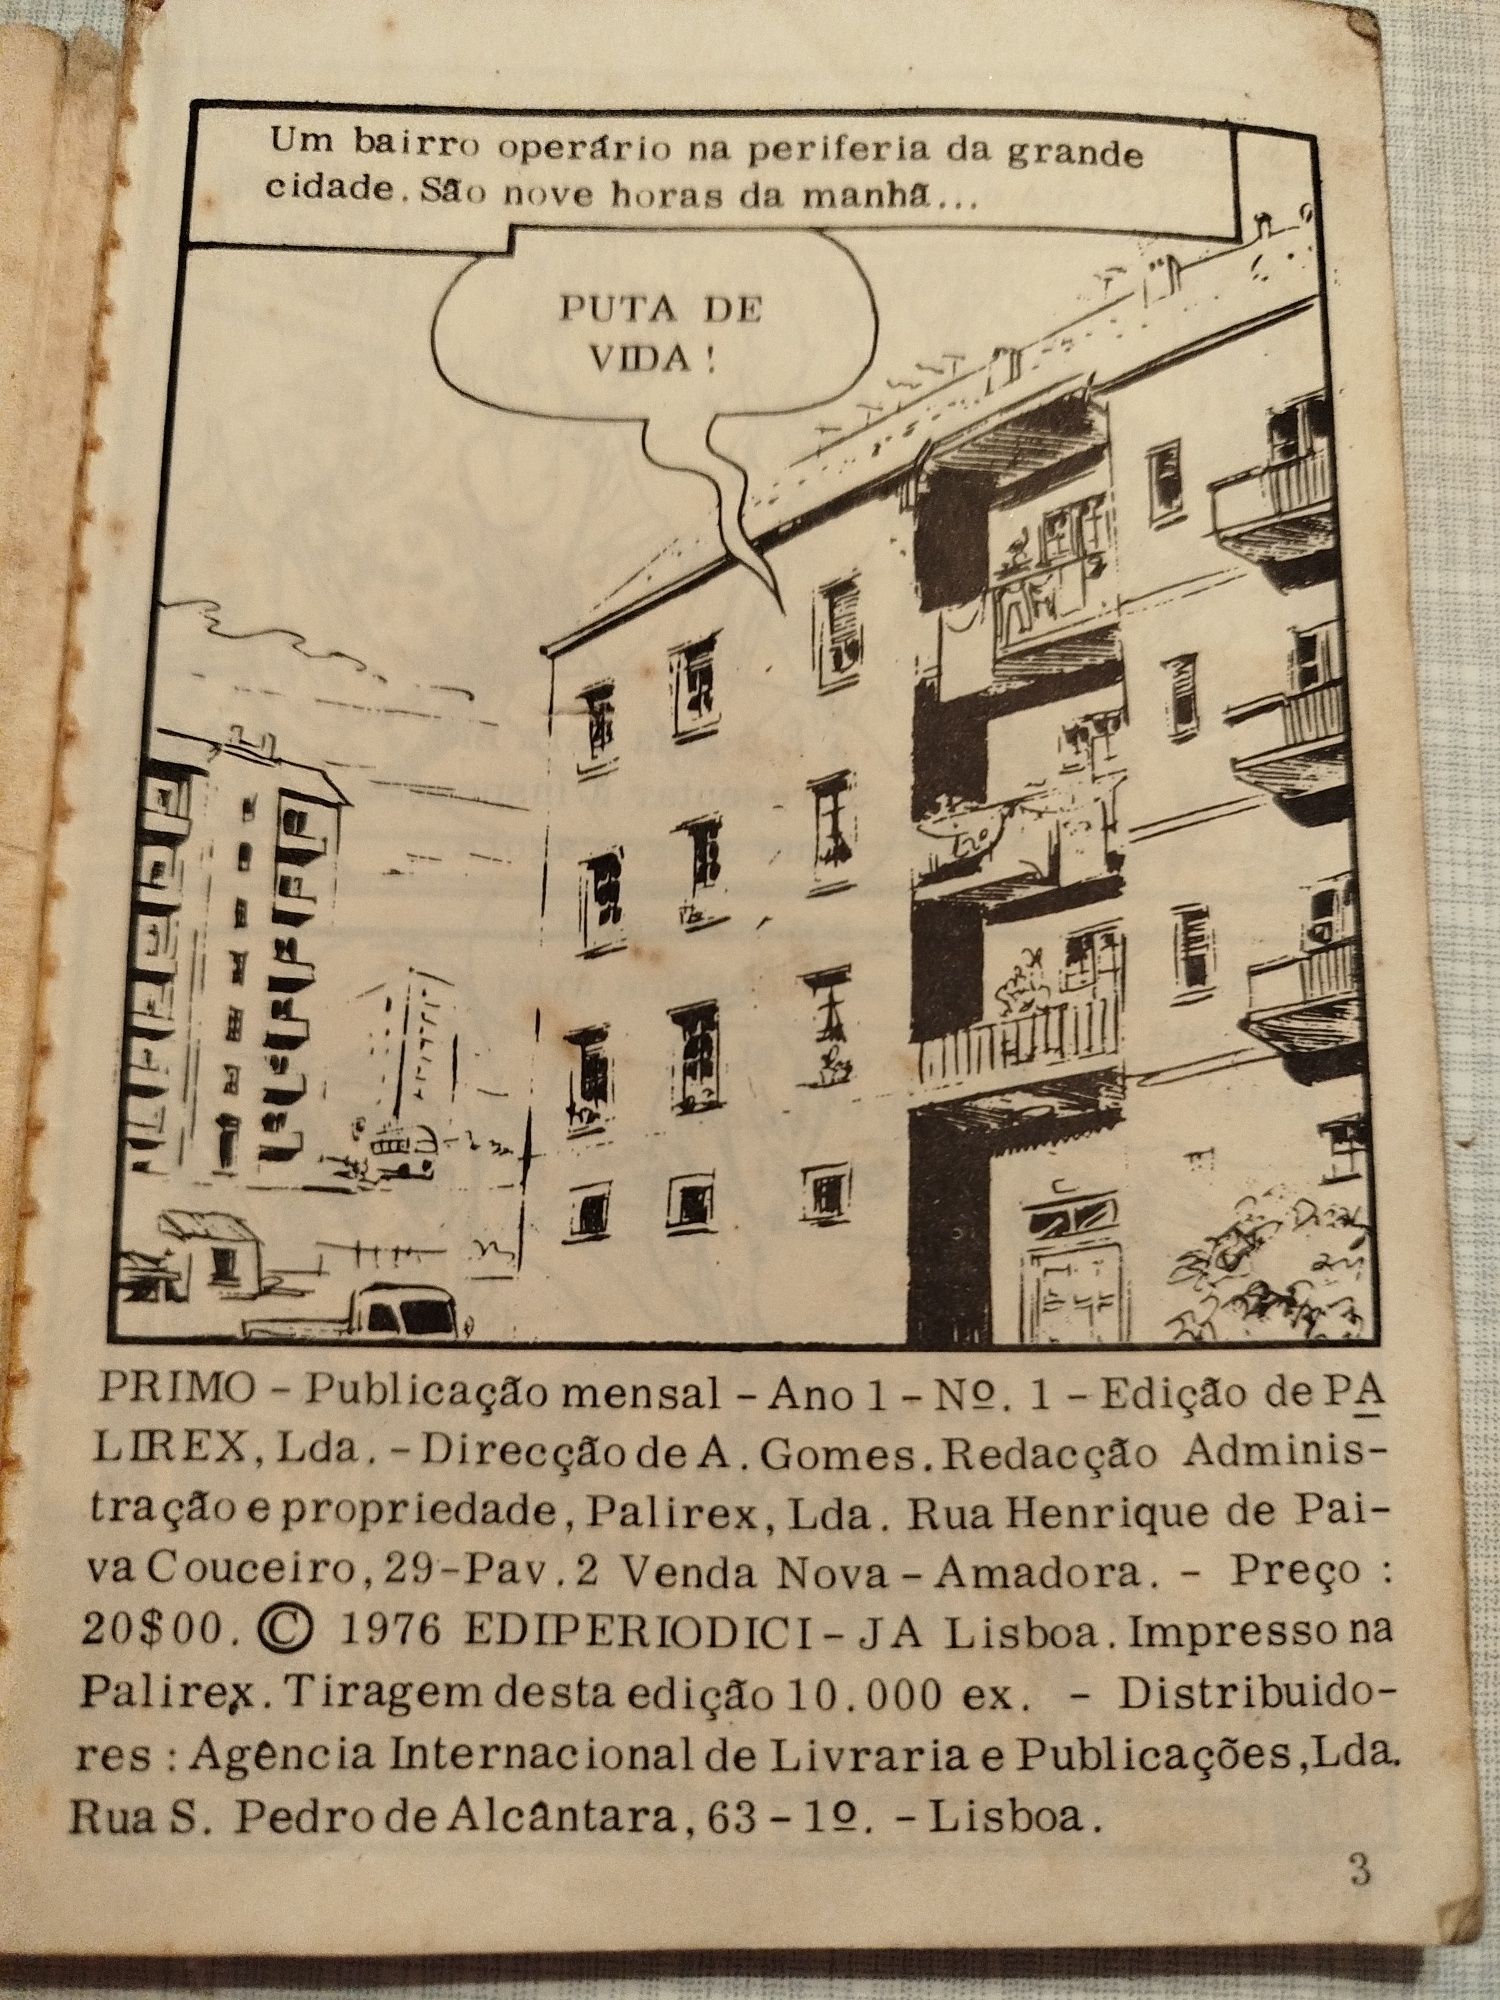 Um bairro operário na periferia da grande
cidade. São nove horas da manhã...
PUTA DE
VIDA!
PRIMO - Publicação mensal - Ano 1 - Nº. 1 - Edição de PA
LIREX, Lda. - Direcção de A. Gomes. Redacção Adminis-
tração e propriedade, Palirex, Lda. Rua Henrique de Pai-
va Couceiro, 29-Pav. 2 Venda Nova - Amadora. - Preço :
20$00. © 1976 EDIPERIODICI - JA Lisboa. Impresso na
Palirex. Tiragem desta edição 10.000 ex. - Distribuido-
res : Agência Internacional de Livraria e Publicações, Lda.
Rua S. Pedro de Alcântara, 63 - 1º. - Lisboa.
3